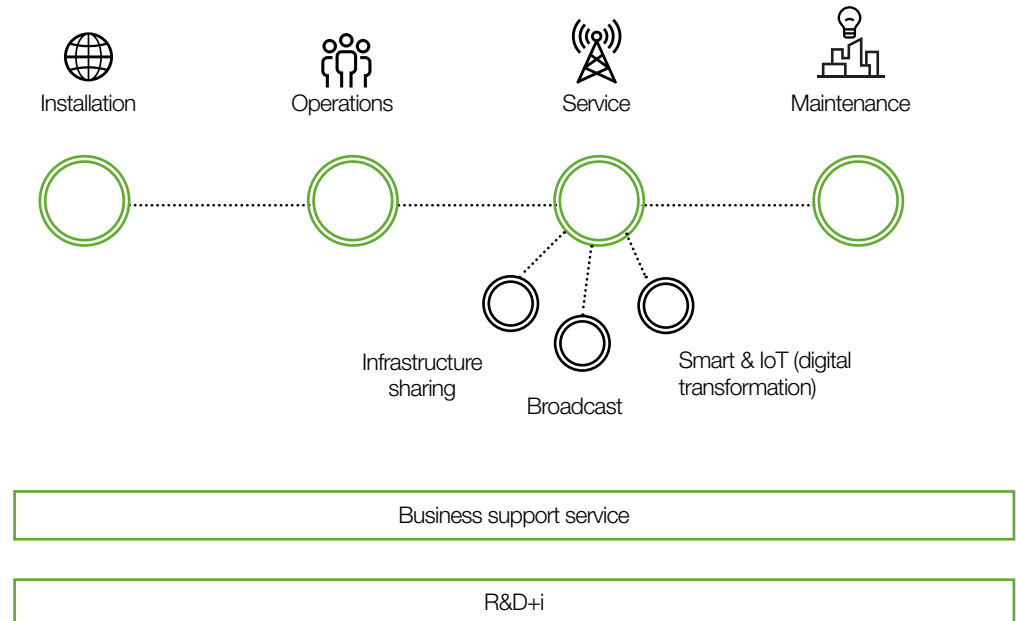 Installation
Operations
Service
Maintenance
Infrastructure
sharing
Broadcast
Smart & IoT (digital
transformation)
Business support service
R&D+i